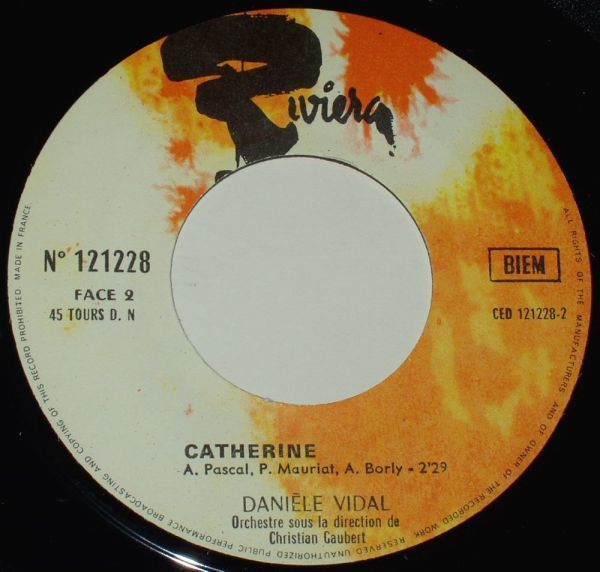 Riviera
N° 121228
FACE 2
45 TOURS D. N
BIEM
CED 121228-2
CATHERINE
A. Pascal, P. Mauriat, A. Borly - 2'29
DANIÈLE VIDAL
Orchestre sous la direction de
Christian Gaubert
ALL RIGHTS OF THE MANUFACTURERS AND OF OWNER OF THE RECORDED WORK RESERVED UNAUTHORIZED PUBLIC PERFORMANCE BROADCASTING AND COPYING OF THIS RECORD PROHIBITED. MADE IN FRANCE.